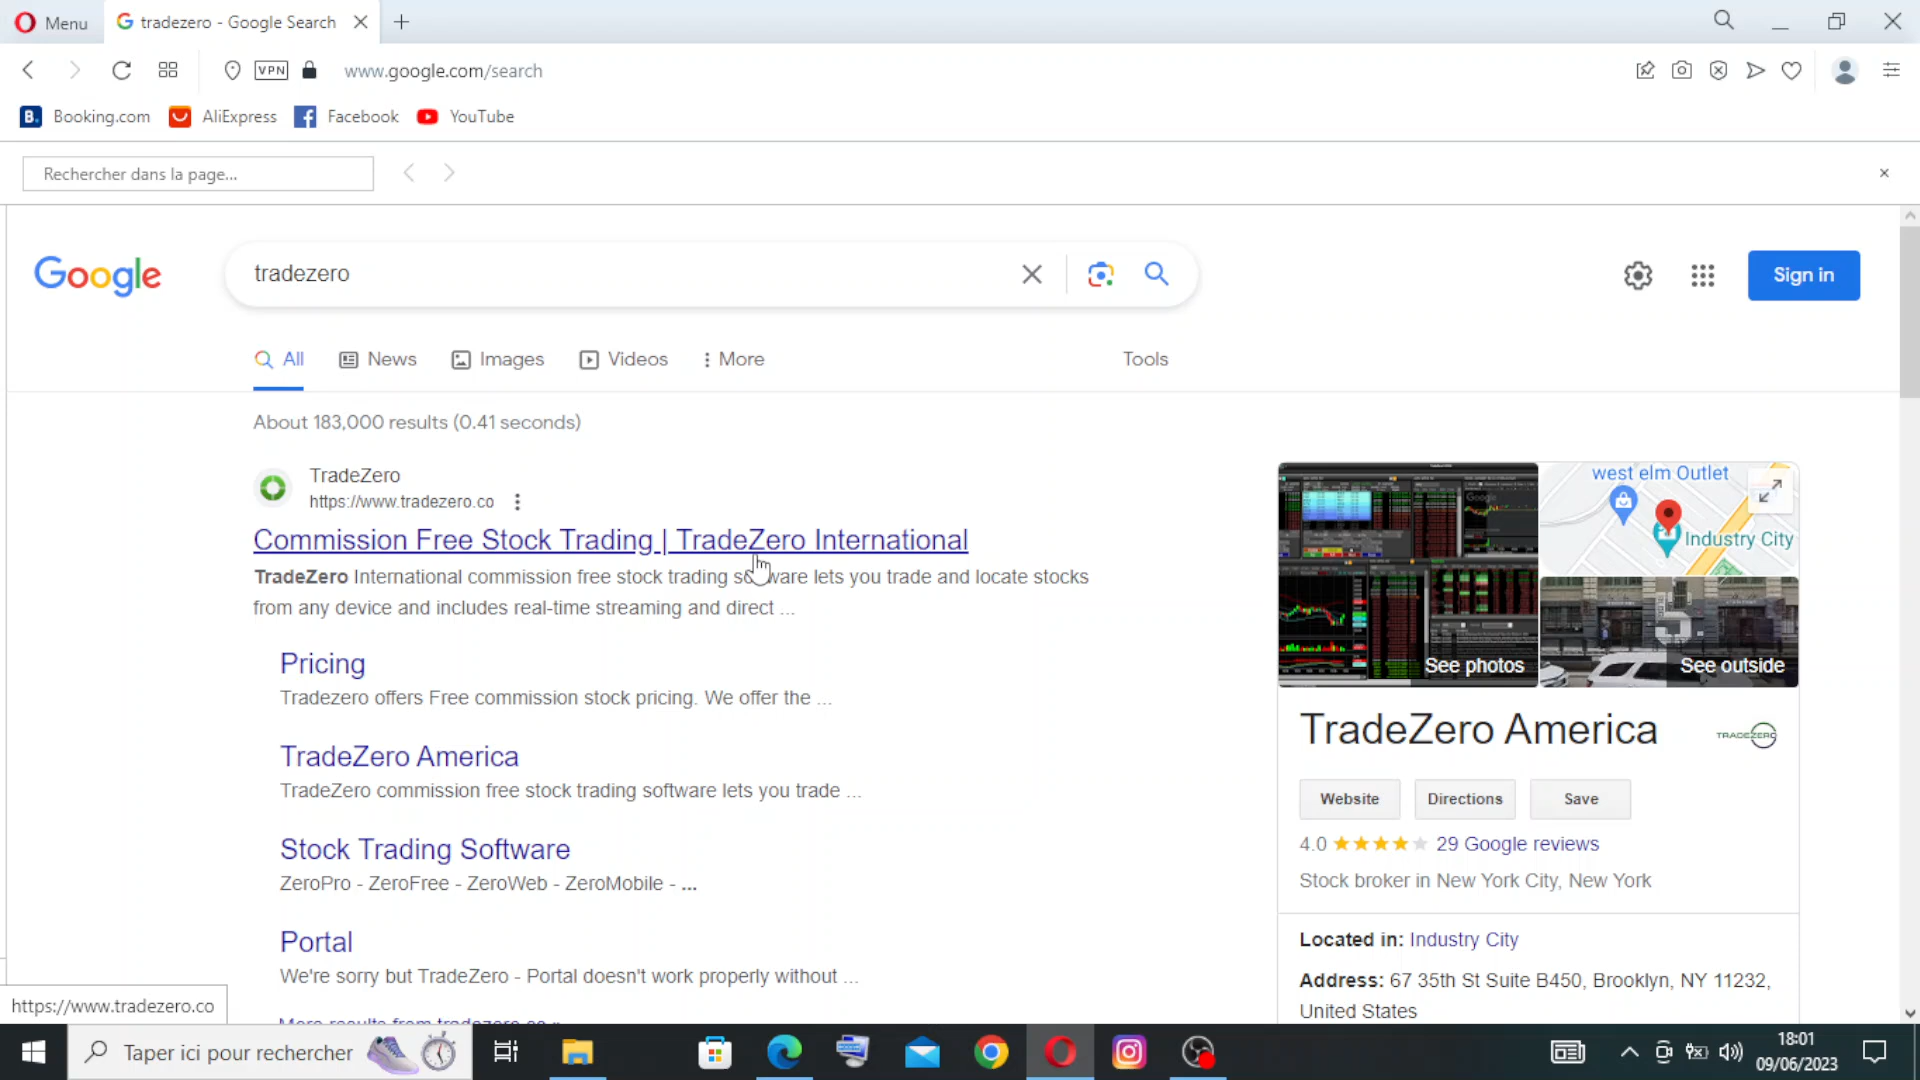 Menu
tradezero - Google Search
VPN
www.google.com/search
B. Booking.com
AliExpress
Facebook
YouTube
Rechercher dans la page...
Google
tradezero
Sign in
All
News
Images
Videos
More
Tools
About 183,000 results (0.41 seconds)
TradeZero
https://www.tradezero.co
Commission Free Stock Trading | TradeZero International
TradeZero International commission free stock trading software lets you trade and locate stocks
from any device and includes real-time streaming and direct ...
Pricing
Tradezero offers Free commission stock pricing. We offer the ...
TradeZero America
TradeZero commission free stock trading software lets you trade ...
Stock Trading Software
ZeroPro - ZeroFree - ZeroWeb - ZeroMobile - ...
Portal
We're sorry but TradeZero - Portal doesn't work properly without ...
More results from tradezero.co »
west elm Outlet
Industry City
Google
See photos
See outside
TradeZero America
TRADEZERO
Website
Directions
Save
4.0
29 Google reviews
Stock broker in New York City, New York
Located in: Industry City
Address: 67 35th St Suite B450, Brooklyn, NY 11232,
United States
https://www.tradezero.co
Taper ici pour rechercher
18:01
09/06/2023